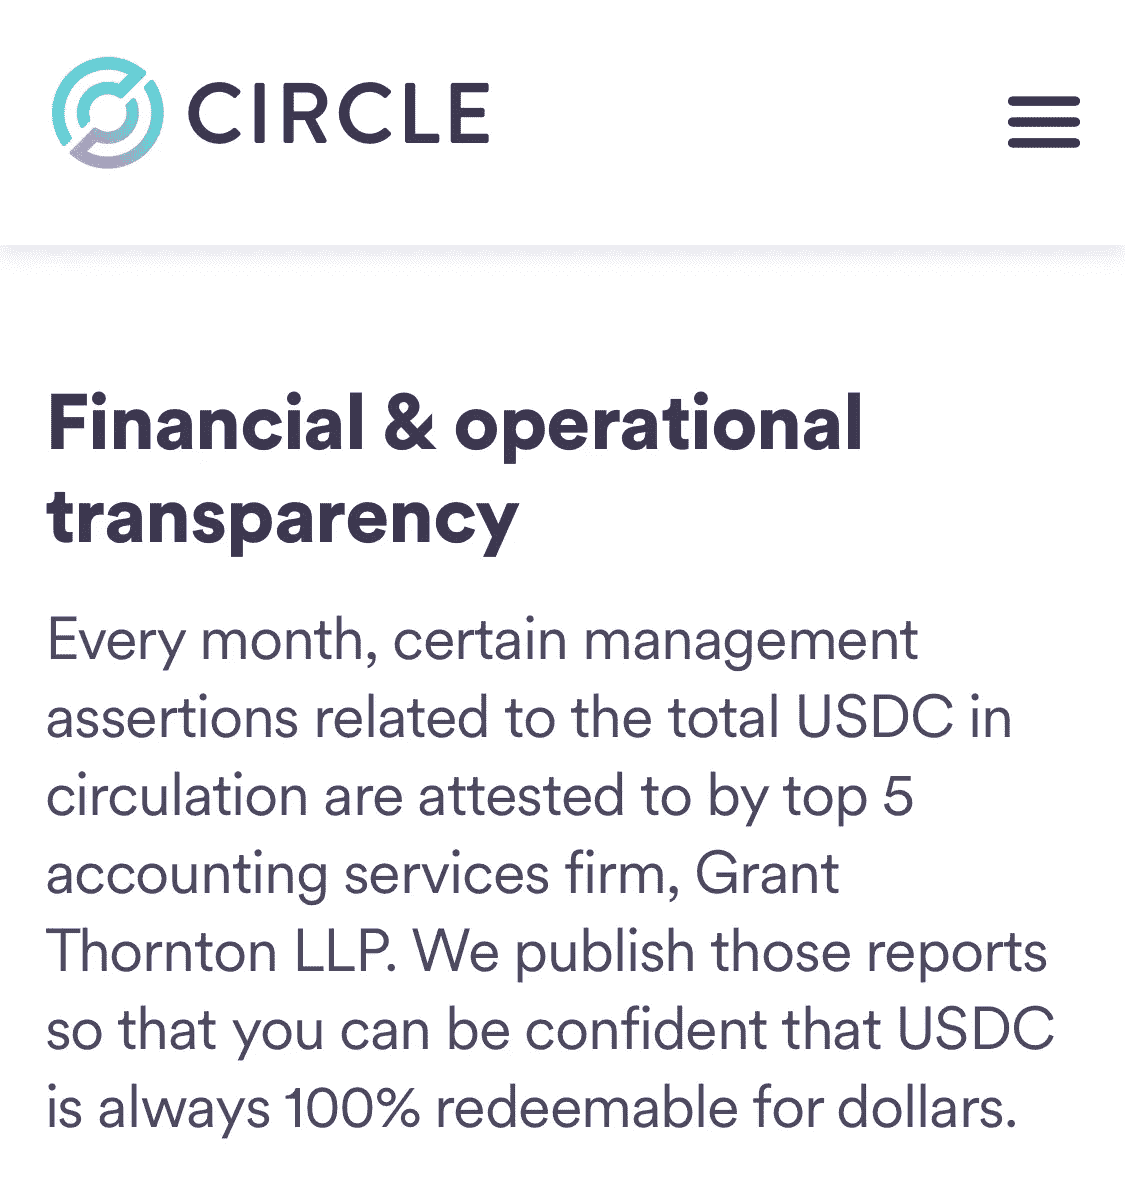 CIRCLE
Financial & operational
transparency
Every month, certain management
assertions related to the total USDC in
circulation are attested to by top 5
accounting services firm, Grant
Thornton LLP. We publish those reports
so that you can be confident that USDC
is always 100% redeemable for dollars.